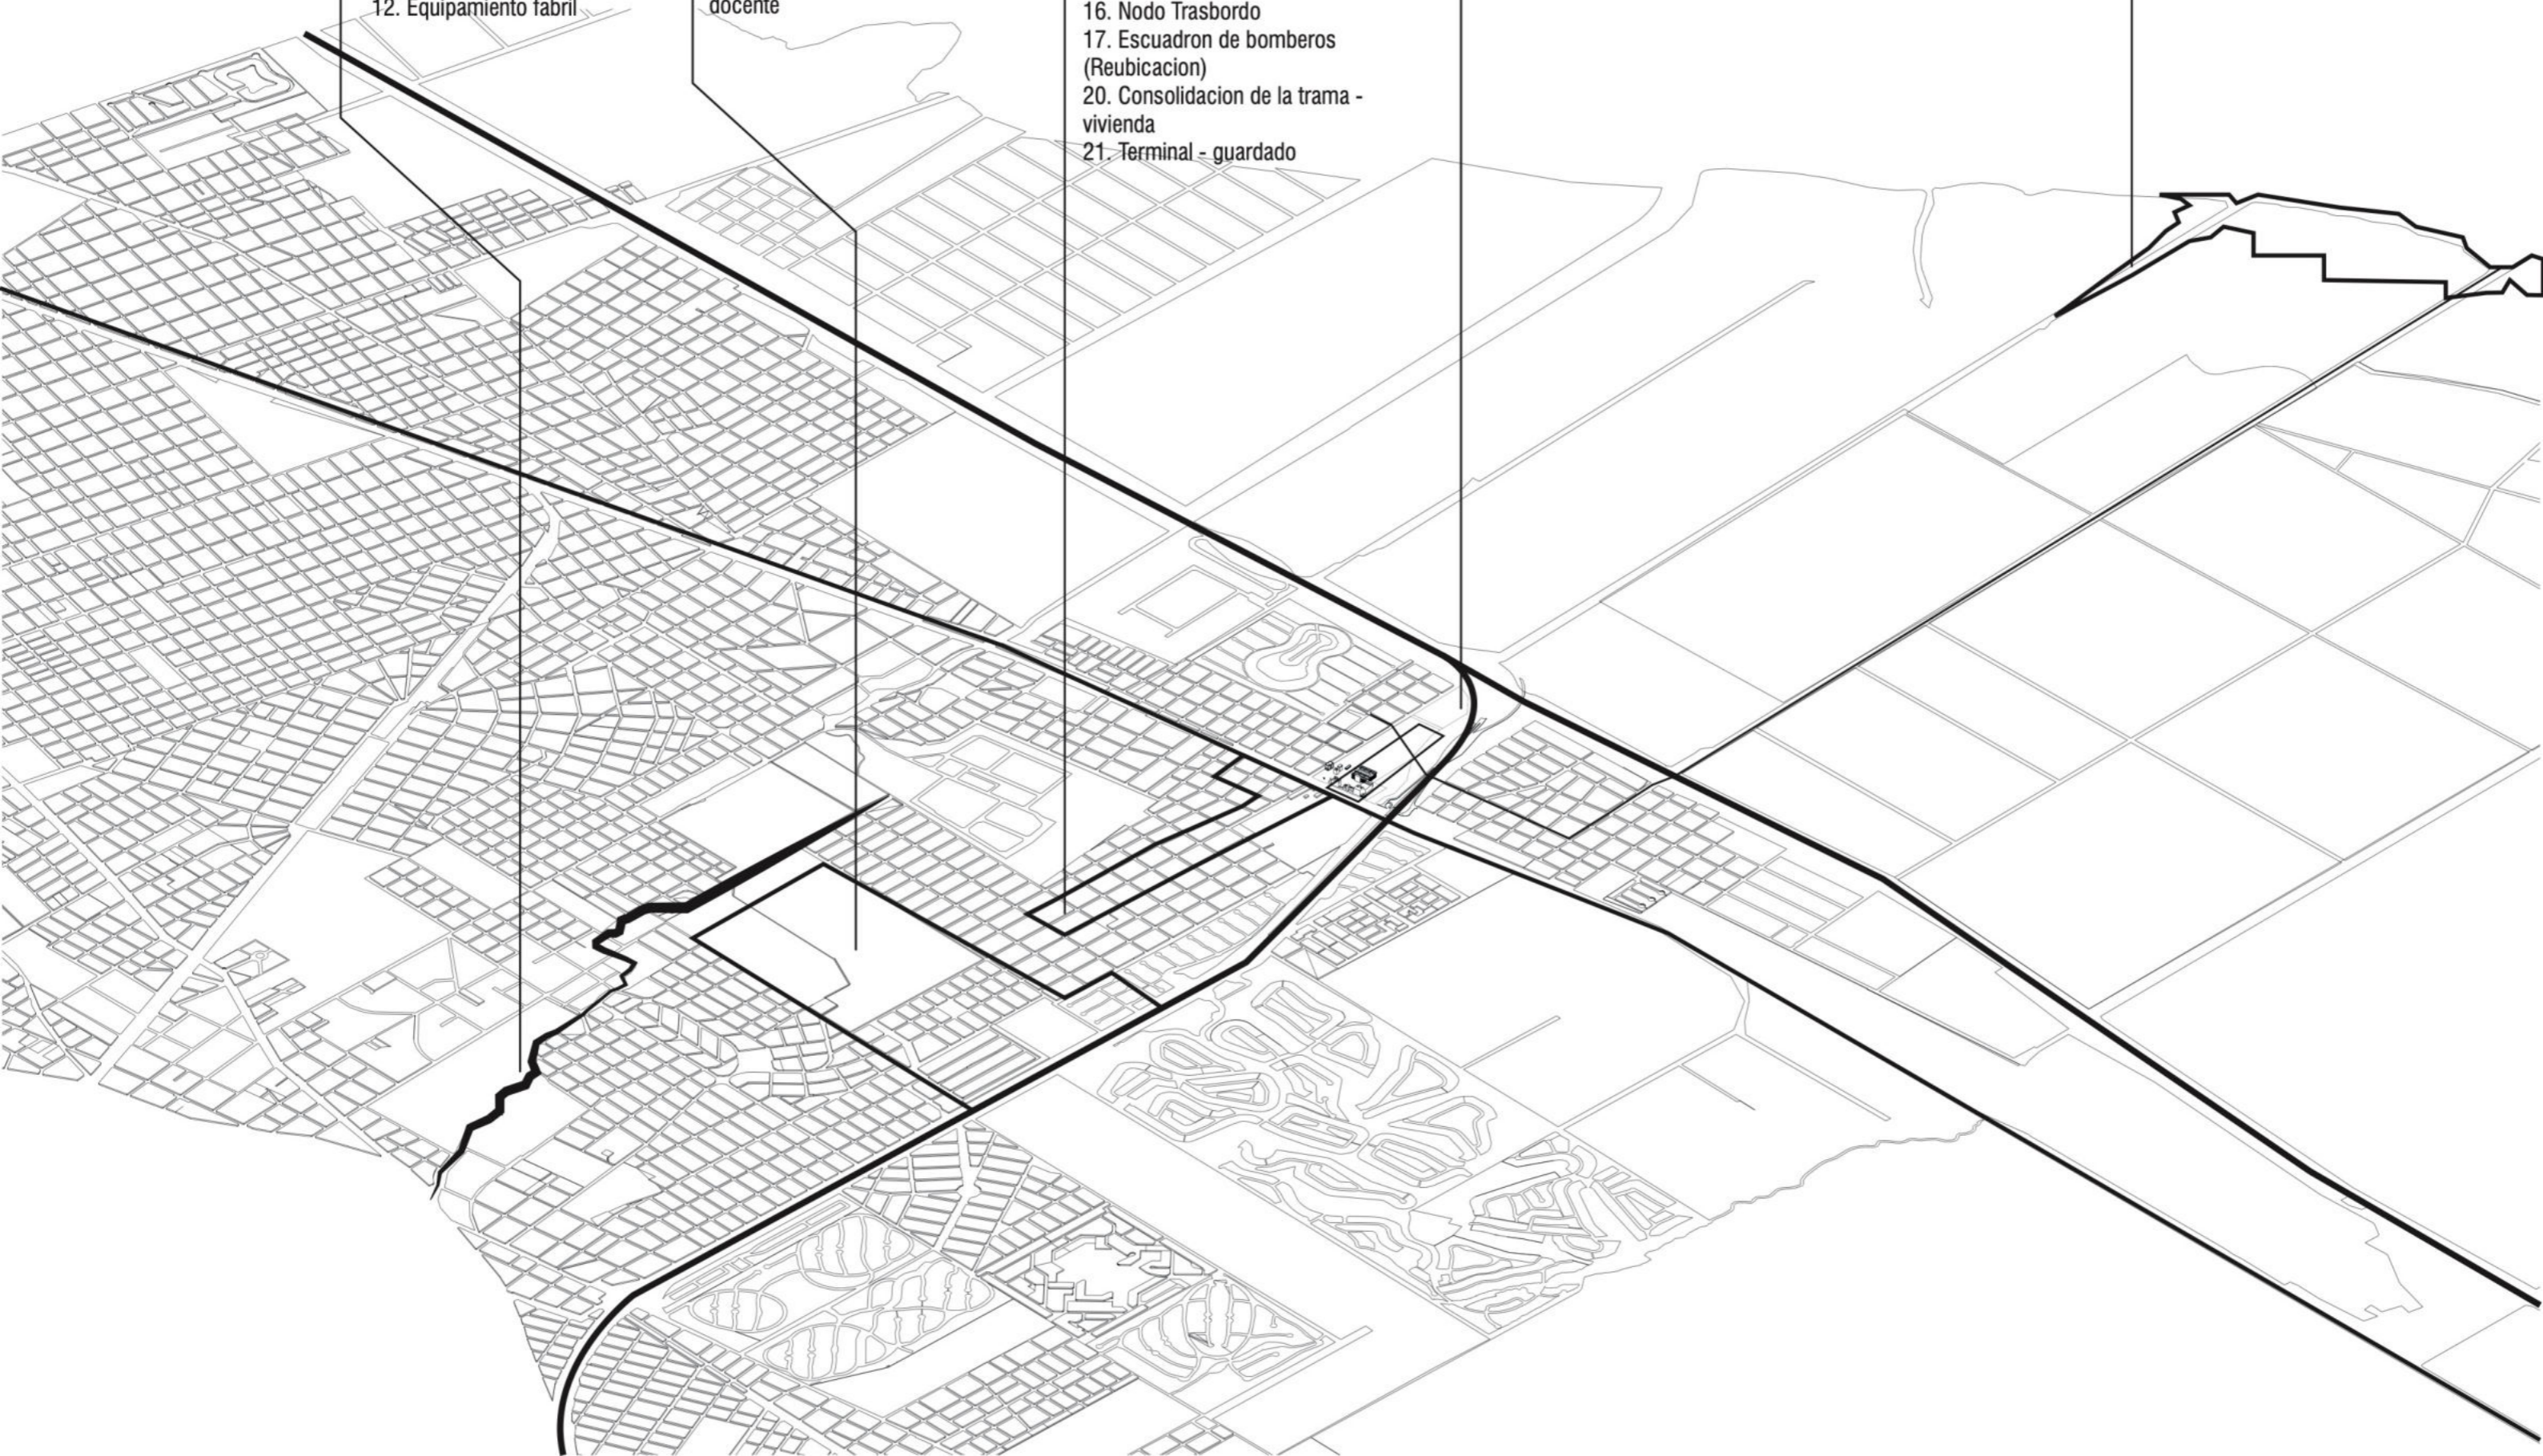 12. Equipamiento fabril
docente
16. Nodo Trasbordo
17. Escuadron de bomberos
(Reubicacion)
20. Consolidacion de la trama -
vivienda
21. Terminal - guardado